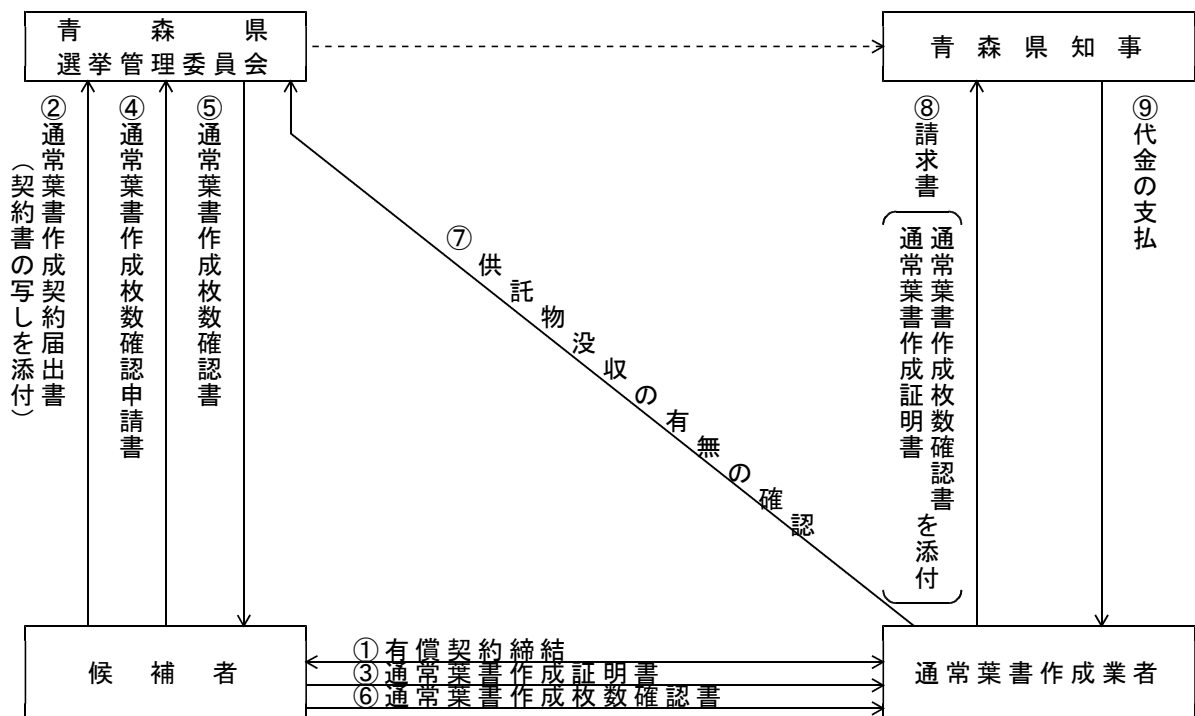 青森県
選挙管理委員会
青森県知事
②通常葉書作成契約届出書
（契約書の写しを添付）
④通常葉書作成枚数確認申請書
⑤通常葉書作成枚数確認書
⑦供託物没収の有無の確認
⑧請求書
通常葉書作成枚数確認書
通常葉書作成証明書
を添付
⑨代金の支払
候補者
①有償契約締結
③通常葉書作成証明書
⑥通常葉書作成枚数確認書
通常葉書作成業者